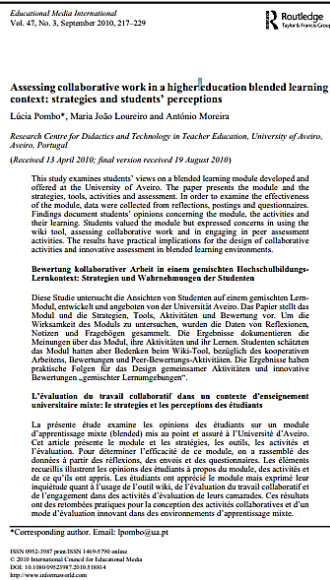 Educational Media International
Vol. 47, No. 3, September 2010, 217–229
Routledge
Taylor & Francis Group
Assessing collaborative work in a higher education blended learning
context: strategies and students' perceptions
Lúcia Pombo*, Maria João Loureiro and António Moreira
Research Centre for Didactics and Technology in Teacher Education, University of Aveiro,
Aveiro, Portugal
(Received 13 April 2010; final version received 19 August 2010)
This study examines students' views on a blended learning module developed and
offered at the University of Aveiro. The paper presents the module and the
strategies, tools, activities and assessment. In order to examine the effectiveness
of the module, data were collected from reflections, postings and questionnaires.
Findings document students' opinions concerning the module, the activities and
their learning. Students valued the module but expressed concerns in using the
wiki tool, assessing collaborative work and in engaging in peer assessment
activities. The results have practical implications for the design of collaborative
activities and innovative assessment in blended learning environments.
Bewertung kollaborativer Arbeit in einem gemischten Hochschulbildungs-
Lernkontext: Strategien und Wahrnehmungen der Studenten
Diese Studie untersucht die Ansichten von Studenten auf einem gemischten Lern-
Modul, entwickelt und angeboten von der Universität Aveiro. Das Papier stellt das
Modul und die Strategien, Tools, Aktivitäten und Bewertung vor. Um die
Wirksamkeit des Moduls zu untersuchen, wurden die Daten von Reflexionen,
Notizen und Fragebögen gesammelt. Die Ergebnisse dokumentieren die
Meinungen über das Modul, ihre Aktivitäten und ihr Lernen. Studenten schätzten
das Modul hatten aber Bedenken beim Wiki-Tool, bezüglich des kooperativen
Arbeitens, Bewertungen und Peer-Bewertungs-Aktivitäten. Die Ergebnisse haben
praktische Folgen für das Design gemeinsamer Aktivitäten und innovative
Bewertungen „gemischter Lernumgebungen".
L'évaluation du travail collaboratif dans un contexte d'enseignement
universitaire mixte: le strategies et les perceptions des étudiants
La présente étude examine les opinions des étudiants sur un module
d'apprentissage mixte (blended) mis au point et assuré à l'Université d'Aveiro.
Cet article présente le module et les stratégies, les outils, les activités et
l'évaluation. Pour déterminer l'efficacité de ce module, on a rassemblé des
données à partir des réflexions, des envois et des questionnaires. Les éléments
recueillis illustrent les opinions des étudiants à propos du module, des activités et
de ce qu'ils ont appris. Les étudiants ont apprécié le module mais exprimé leur
inquiétude quant à l'usage de l'outil wiki, de l'évaluation du travail collaboratif et
de l'engagement dans des activités d'évaluation de leurs camarades. Ces résultats
ont des retombées pratiques pour la conception des activités collaboratives et d'un
mode d'évaluation innovant dans des environnements d'apprentissage mixte.
*Corresponding author. Email: lpombo@ua.pt
ISSN 0952-3987 print/ISSN 1469-5790 online
© 2010 International Council for Educational Media
DOI: 10.1080/09523987.2010.518814
http://www.informaworld.com